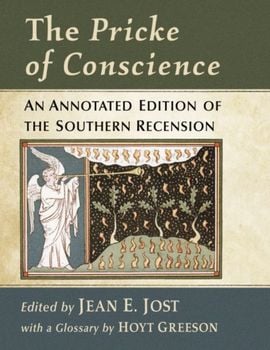 The Pricke
of Conscience
AN ANNOTATED EDITION OF
THE SOUTHERN RECENSION
Edited by JEAN E. JOST
with a Glossary by HOYT GREESON